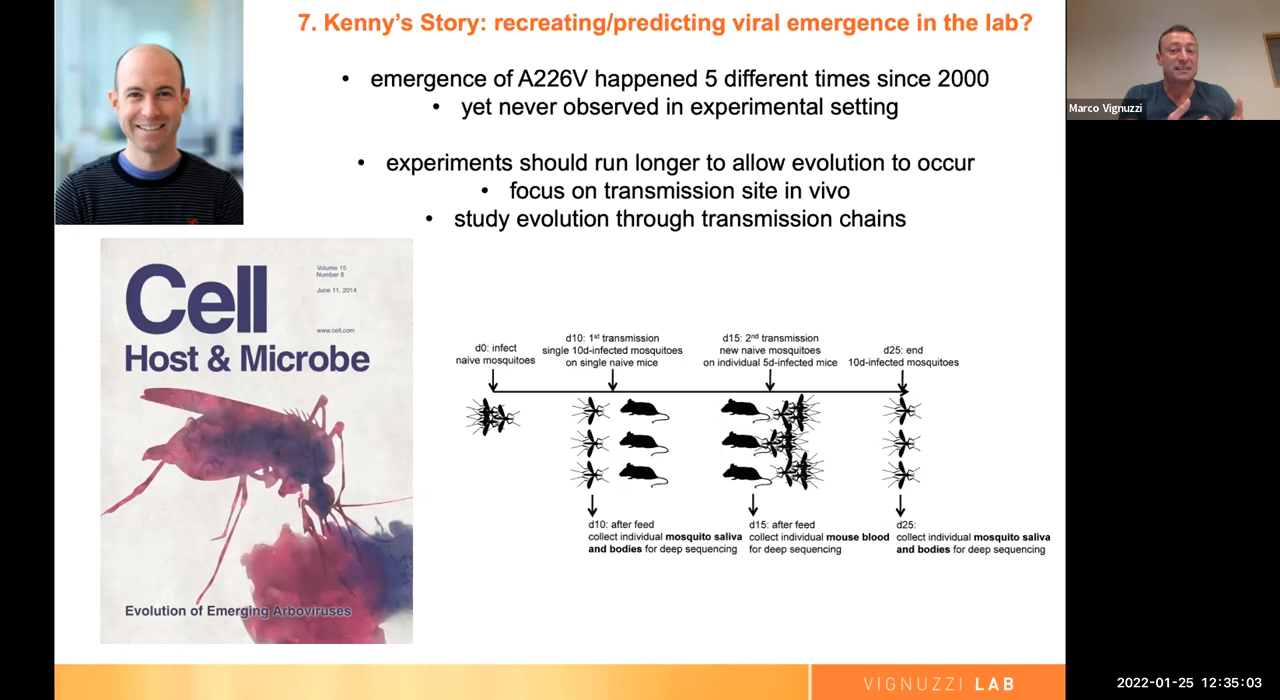 7. Kenny's Story: recreating/predicting viral emergence in the lab?
• emergence of A226V happened 5 different times since 2000
• yet never observed in experimental setting
• experiments should run longer to allow evolution to occur
• focus on transmission site in vivo
• study evolution through transmission chains
Marco Vignuzzi
Cell
Host & Microbe
Volume 15
Number 6
June 11, 2014
www.cell.com
Evolution of Emerging Arboviruses
d0: infect
naive mosquitoes
d10: 1st transmission
single 10d-infected mosquitoes
on single naive mice
d15: 2nd transmission
new naive mosquitoes
on individual 5d-infected mice
d25: end
10d-infected mosquitoes
d10: after feed
collect individual mosquito saliva
and bodies for deep sequencing
d15: after feed
collect individual mouse blood
for deep sequencing
d25:
collect individual mosquito saliva
and bodies for deep sequencing
VIGNUZZI LAB
2022-01-25 12:35:03